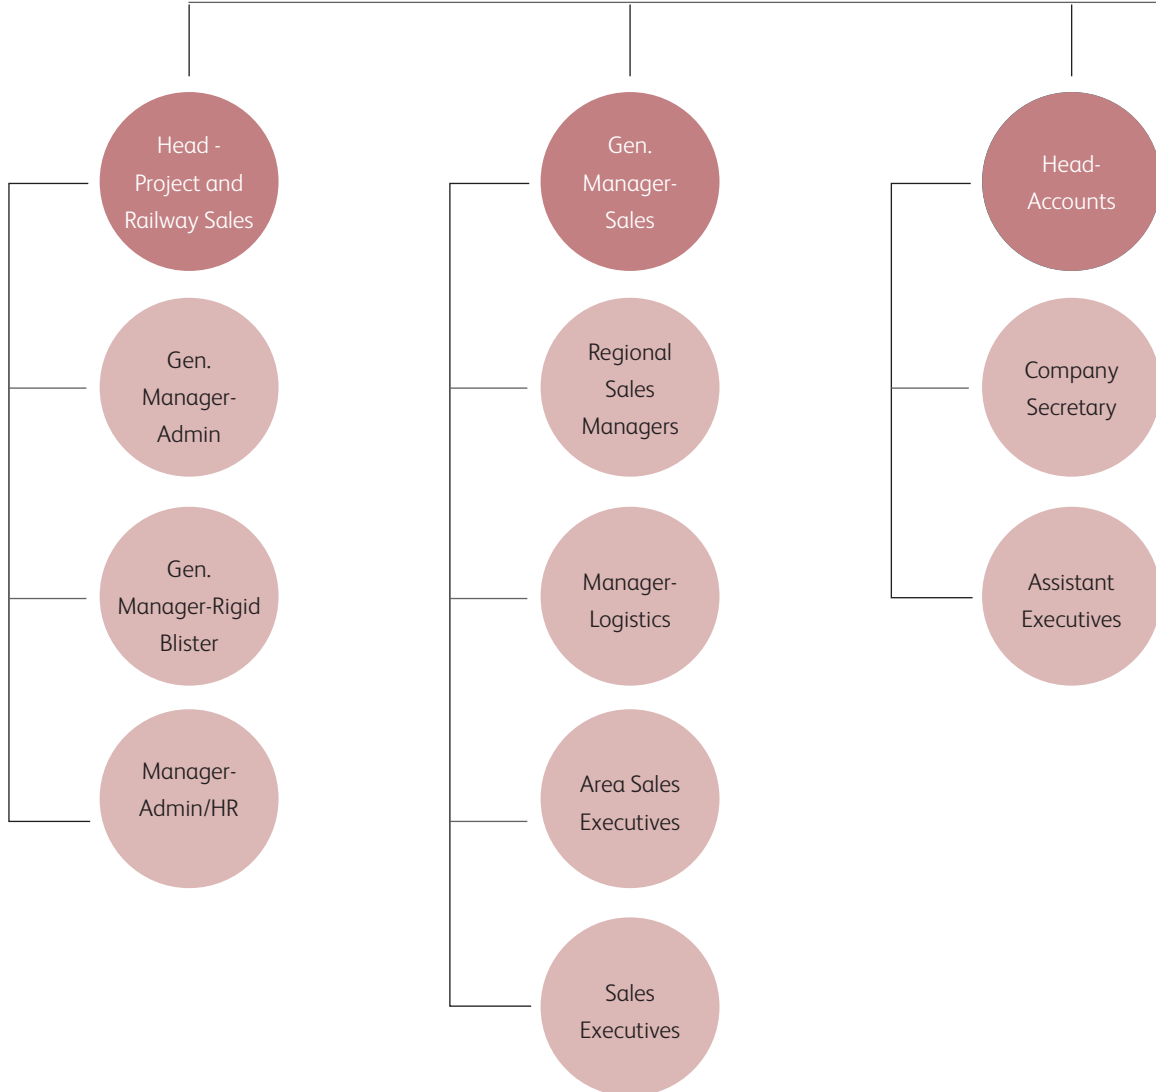 Head -
Project and
Railway Sales
Gen.
Manager-
Admin
Gen.
Manager-Rigid
Blister
Manager-
Admin/HR
Gen.
Manager-
Sales
Regional
Sales
Managers
Manager-
Logistics
Area Sales
Executives
Sales
Executives
Head-
Accounts
Company
Secretary
Assistant
Executives